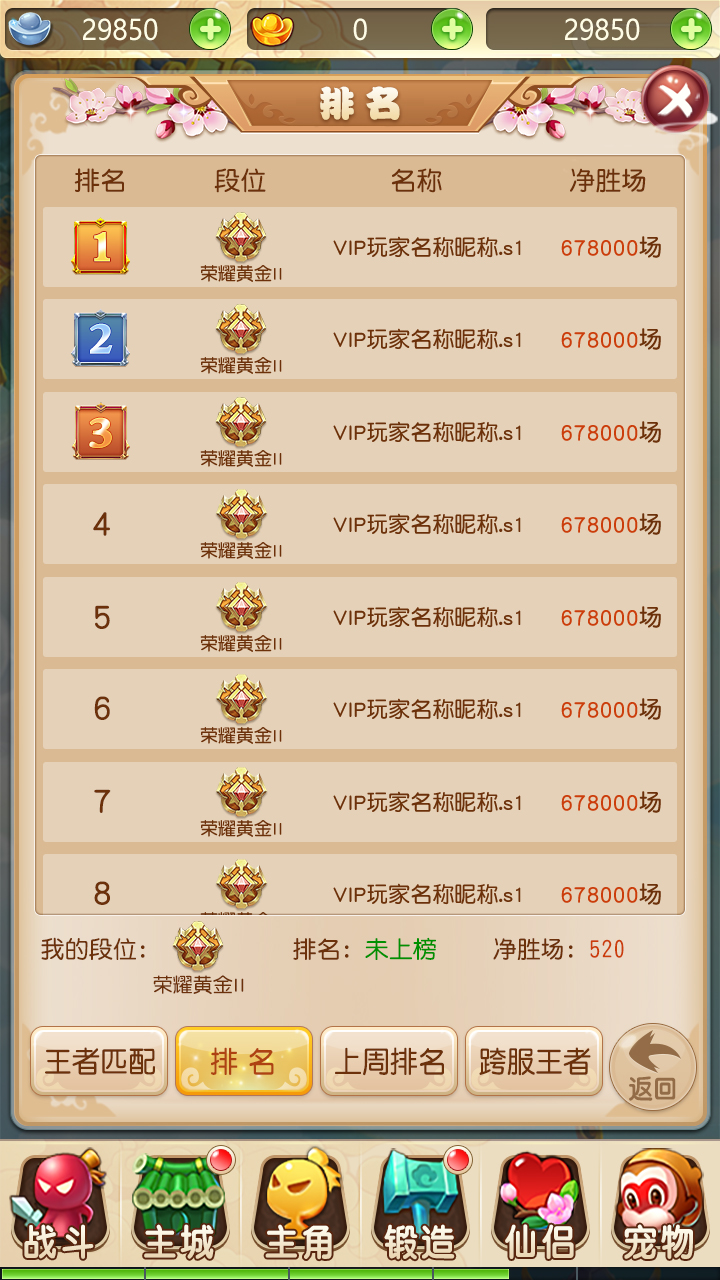 29850 0 29850
排名
排名 段位 名称 净胜场
1 荣耀黄金II VIP玩家名称昵称.s1 678000场
2 荣耀黄金II VIP玩家名称昵称.s1 678000场
3 荣耀黄金II VIP玩家名称昵称.s1 678000场
4 荣耀黄金II VIP玩家名称昵称.s1 678000场
5 荣耀黄金II VIP玩家名称昵称.s1 678000场
6 荣耀黄金II VIP玩家名称昵称.s1 678000场
7 荣耀黄金II VIP玩家名称昵称.s1 678000场
8 VIP玩家名称昵称.s1 678000场
我的段位: 荣耀黄金II 排名: 未上榜 净胜场: 520
王者匹配 排名 上周排名 跨服王者 返回
战斗 主城 主角 锻造 仙侣 宠物